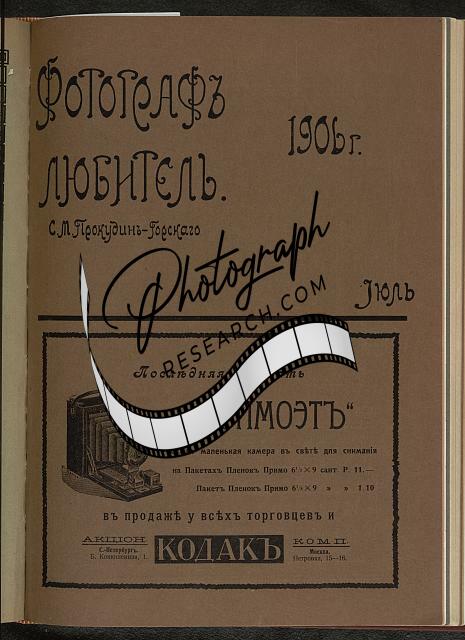 Фотографъ
Любитель.
1906 г.
С. М. Прокудинъ-Горскаго
Photograph
RESEARCH.COM
Іюль
Послѣдняя
маленькая камера въ свѣтѣ для сниманія
на Пакетахъ Пленокъ Примо 6½×9 сант. Р. 11.—
Пакетъ Пленокъ Примо 6½×9 » » 1.10
въ продажѣ у всѣхъ торговцевъ и
АКЦІОН. КОДАКЪ КОМП.
С.-Петербургъ. Москва.
Б. Конюшенная, 1. Петровка, 15—16.